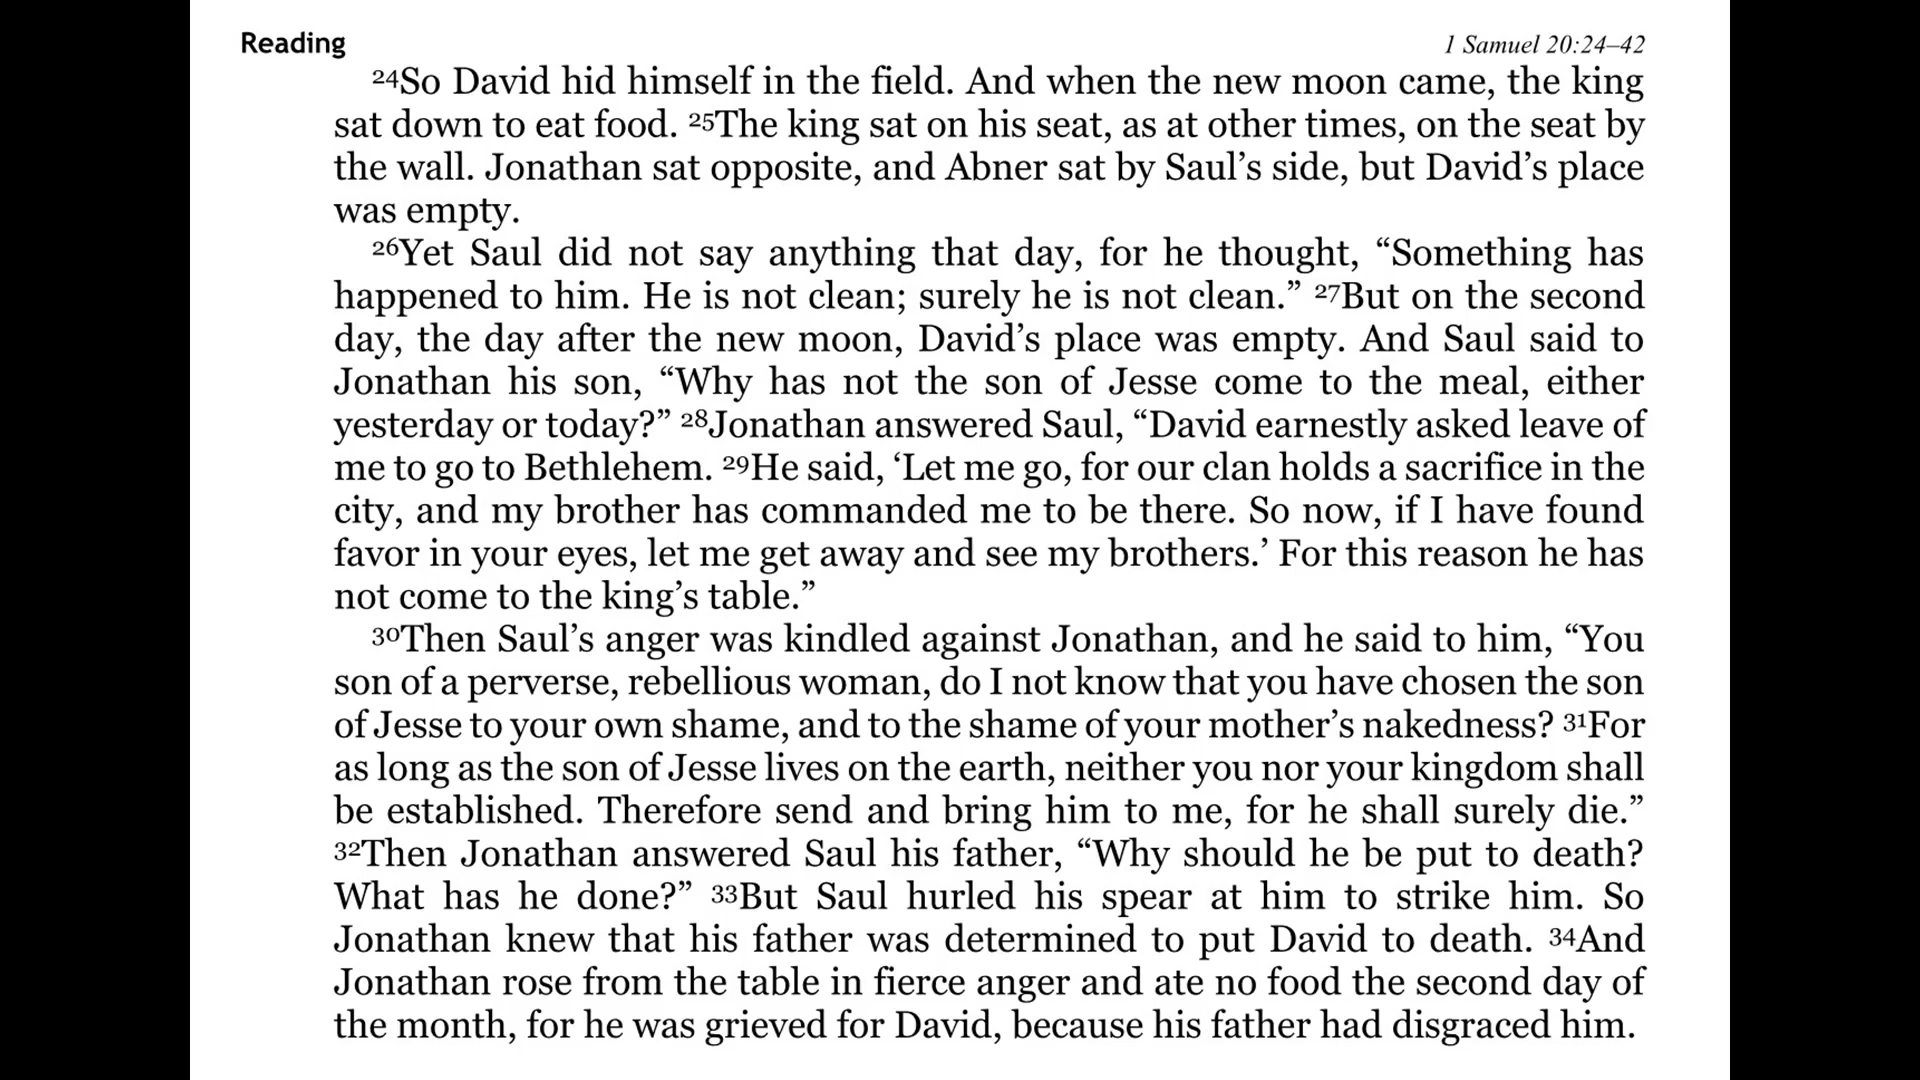 Reading
1 Samuel 20:24–42
24So David hid himself in the field. And when the new moon came, the king
sat down to eat food. 25The king sat on his seat, as at other times, on the seat by
the wall. Jonathan sat opposite, and Abner sat by Saul’s side, but David’s place
was empty.
26Yet Saul did not say anything that day, for he thought, “Something has
happened to him. He is not clean; surely he is not clean.” 27But on the second
day, the day after the new moon, David’s place was empty. And Saul said to
Jonathan his son, “Why has not the son of Jesse come to the meal, either
yesterday or today?” 28Jonathan answered Saul, “David earnestly asked leave of
me to go to Bethlehem. 29He said, ‘Let me go, for our clan holds a sacrifice in the
city, and my brother has commanded me to be there. So now, if I have found
favor in your eyes, let me get away and see my brothers.’ For this reason he has
not come to the king’s table.”
30Then Saul’s anger was kindled against Jonathan, and he said to him, “You
son of a perverse, rebellious woman, do I not know that you have chosen the son
of Jesse to your own shame, and to the shame of your mother’s nakedness? 31For
as long as the son of Jesse lives on the earth, neither you nor your kingdom shall
be established. Therefore send and bring him to me, for he shall surely die.”
32Then Jonathan answered Saul his father, “Why should he be put to death?
What has he done?” 33But Saul hurled his spear at him to strike him. So
Jonathan knew that his father was determined to put David to death. 34And
Jonathan rose from the table in fierce anger and ate no food the second day of
the month, for he was grieved for David, because his father had disgraced him.